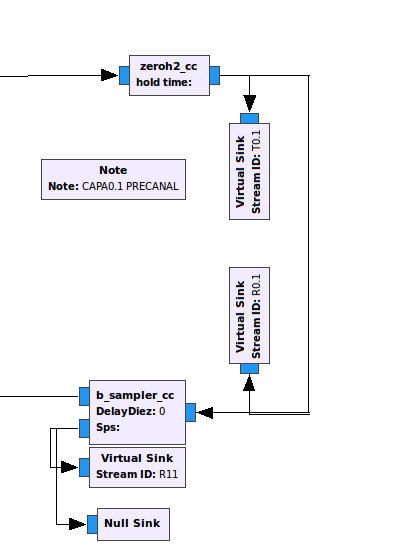 zeroh2_cc
hold time:
Virtual Sink
Stream ID: T0.1
Note
Note: CAPA0.1 PRECANAL
Virtual Sink
Stream ID: R0.1
b_sampler_cc
DelayDiez: 0
Sps:
Virtual Sink
Stream ID: R11
Null Sink